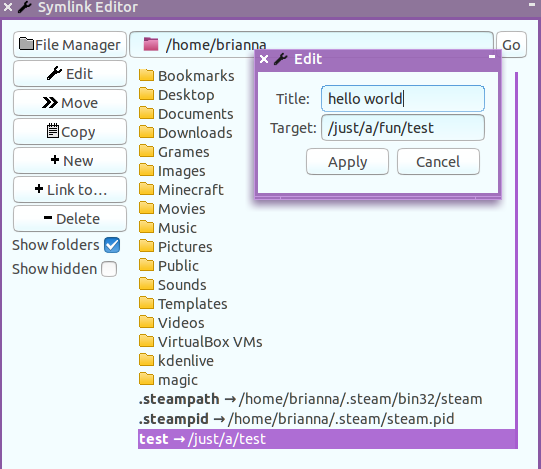 Symlink Editor
File Manager
/home/brianna
Go
Edit
Move
Copy
New
Link to...
Delete
Show folders
Show hidden
Bookmarks
Desktop
Documents
Downloads
Grames
Images
Minecraft
Movies
Music
Pictures
Public
Sounds
Templates
Videos
VirtualBox VMs
kdenlive
magic
.steampath → /home/brianna/.steam/bin32/steam
.steampid → /home/brianna/.steam/steam.pid
test → /just/a/test
Edit
Title: hello world
Target: /just/a/fun/test
Apply Cancel